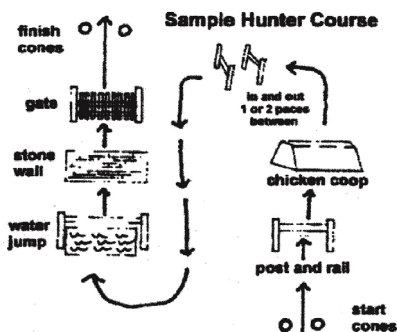 Sample Hunter Course
finish
cones
gate
stone
wall
water
jump
in and out
1 or 2 paces
between
chicken coop
post and rail
start
cones